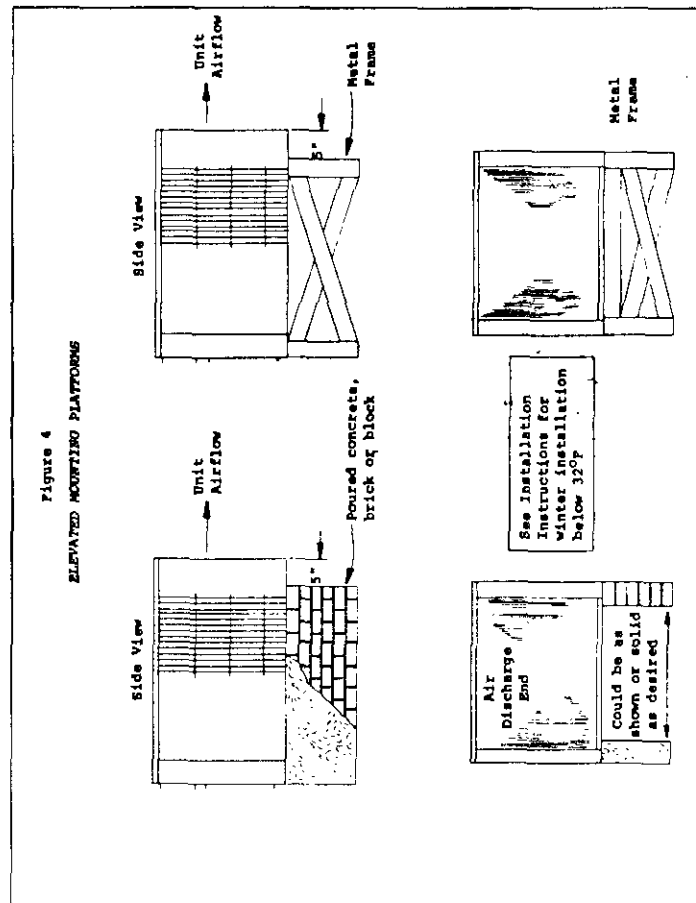 Figure 4
ELEVATED MOUNTING PLATFORMS
Side View
Unit
Airflow
5"
Poured concrete,
brick or block
Side View
Unit
Airflow
5"
Metal
Frame
Air
Discharge
End
Could be as
shown or solid
as desired
See Installation
Instructions for
winter installation
below 32°F
Metal
Frame